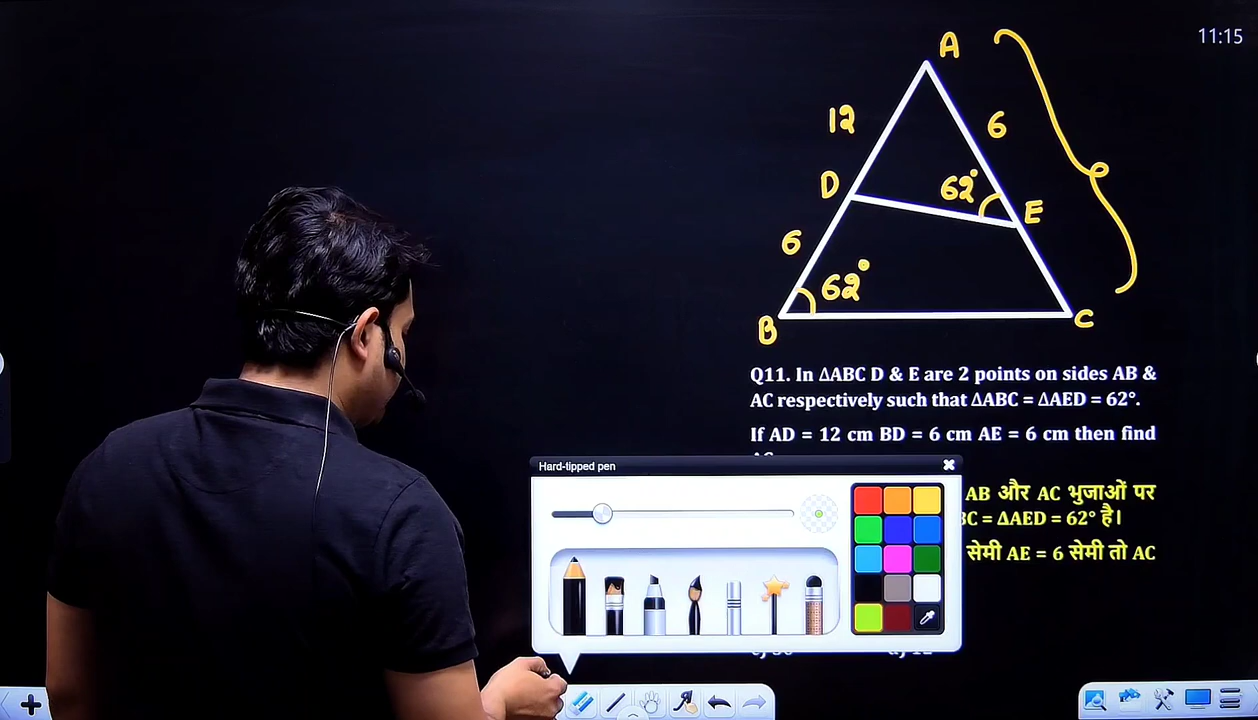 11:15
A
12
6
D
62°
E
6
62°
B
C
Q11. In ΔABC D & E are 2 points on sides AB &
AC respectively such that ΔABC = ΔAED = 62°.
If AD = 12 cm BD = 6 cm AE = 6 cm then find
Hard-tipped pen
AB और AC भुजाओं पर
BC = ΔAED = 62° है।
सेमी AE = 6 सेमी तो AC